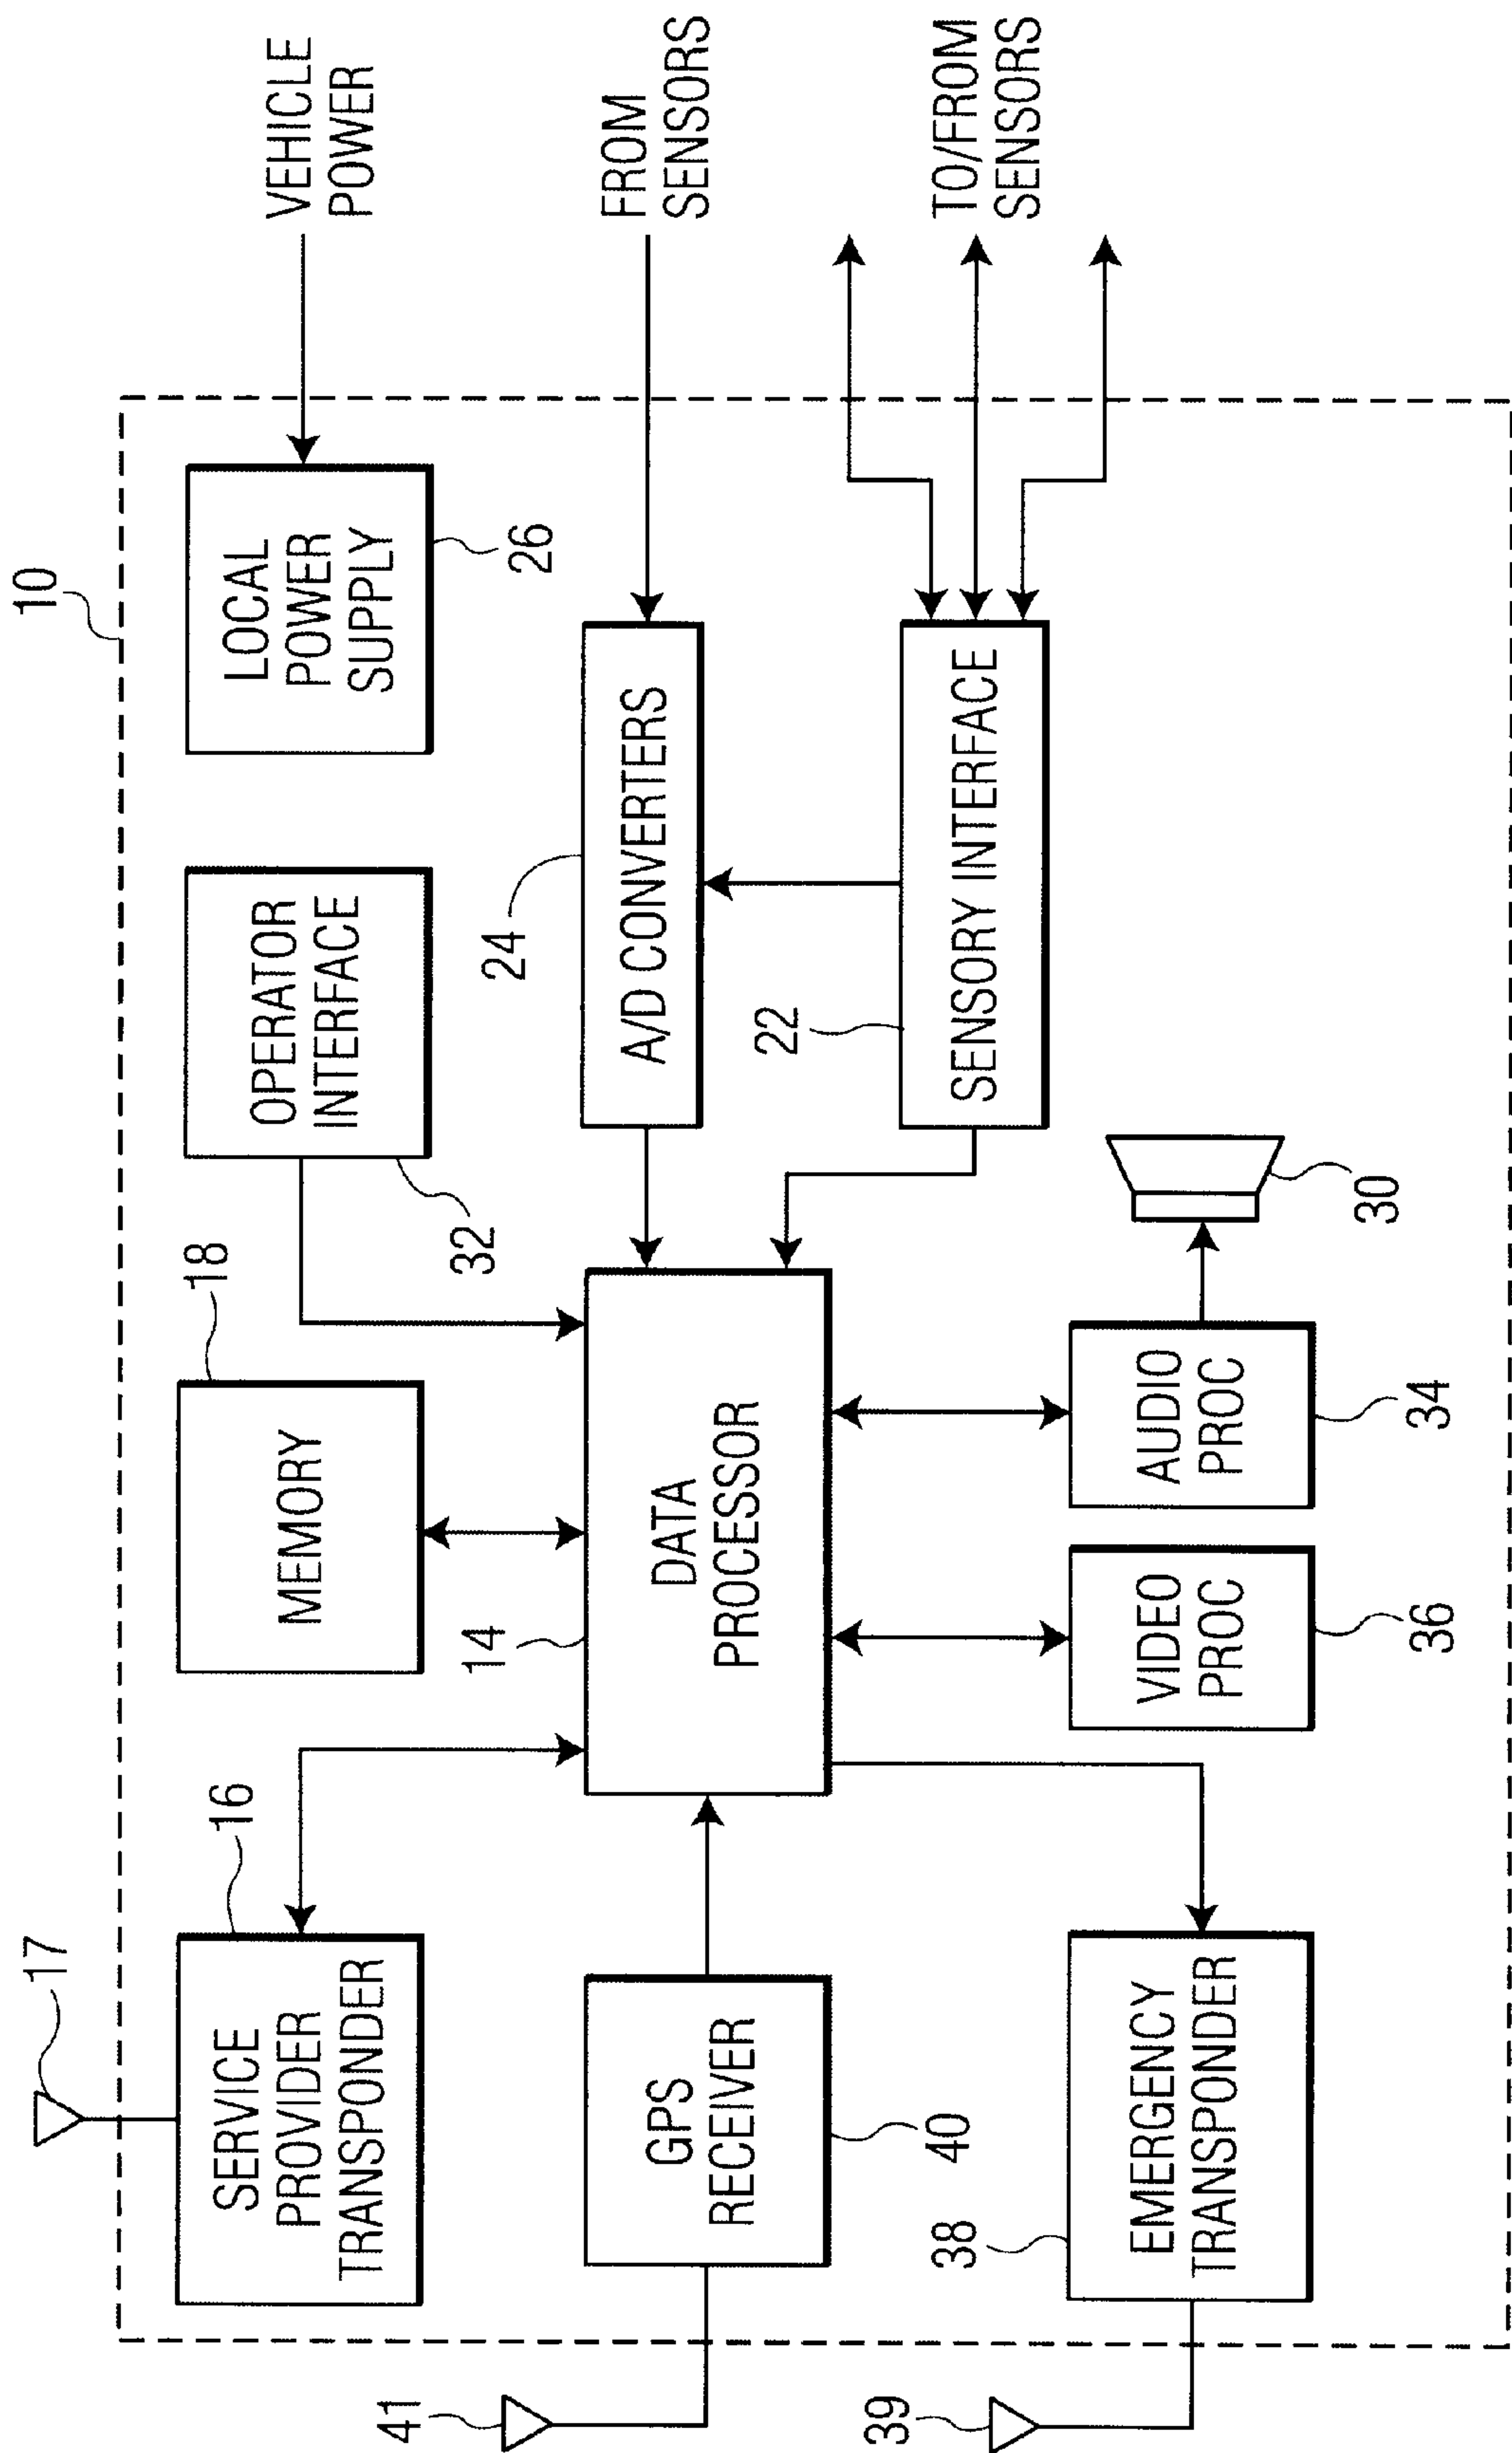 10
17
16
SERVICE
PROVIDER
TRANSPONDER
18
MEMORY
32
OPERATOR
INTERFACE
LOCAL
POWER
SUPPLY
26
VEHICLE
POWER
41
GPS
RECEIVER
40
14
DATA
PROCESSOR
24
A/D CONVERTERS
FROM
SENSORS
22
SENSORY INTERFACE
TO/FROM
SENSORS
39
38
EMERGENCY
TRANSPONDER
VIDEO
PROC
36
AUDIO
PROC
34
30